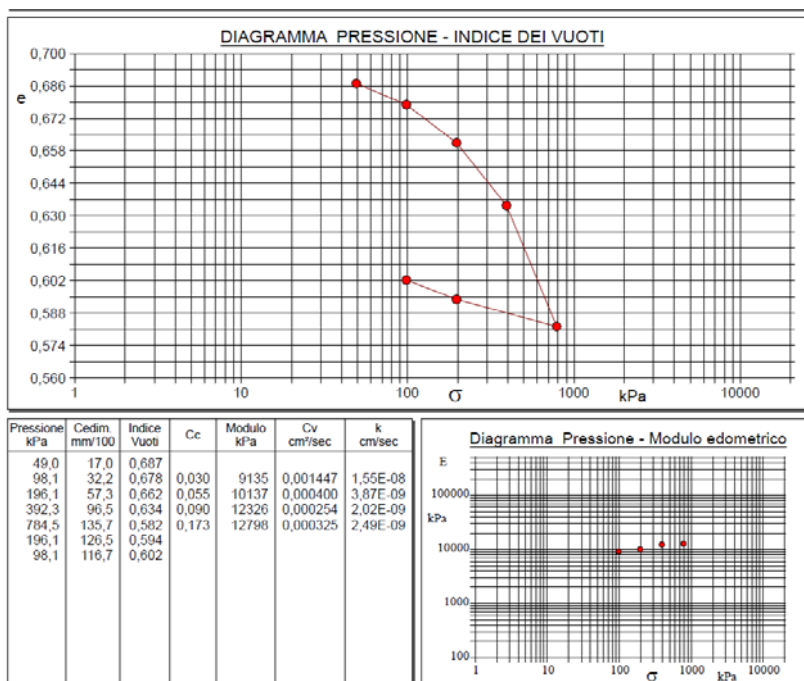 DIAGRAMMA PRESSIONE - INDICE DEI VUOTI
0,700
0,686
e
0,672
0,658
0,644
0,630
0,616
0,602
0,588
0,574
0,560
1 10 100 σ 1000 kPa 10000
Pressione kPa Cedim. mm/100 Indice Vuoti Cc Modulo kPa Cv cm²/sec k cm/sec
49,0 17,0 0,687
98,1 32,2 0,678 0,030 9135 0,001447 1,55E-08
196,1 57,3 0,662 0,055 10137 0,000400 3,87E-09
392,3 96,5 0,634 0,090 12326 0,000254 2,02E-09
784,5 135,7 0,582 0,173 12798 0,000325 2,49E-09
196,1 126,5 0,594
98,1 116,7 0,602
Diagramma Pressione - Modulo edometrico
E
100000
kPa
10000
1000
100
1 10 100 1000 10000
σ kPa